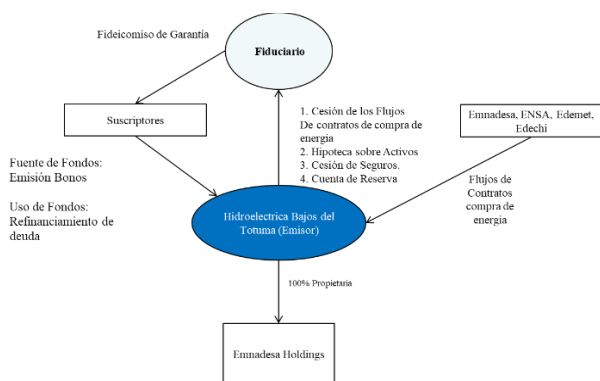 Fideicomiso de Garantía
Fiduciario
Suscriptores
1. Cesión de los Flujos
De contratos de compra de
energía
2. Hipoteca sobre Activos
3. Cesión de Seguros.
4. Cuenta de Reserva
Emnadesa, ENSA, Edemet,
Edechi
Fuente de Fondos:
Emisión Bonos
Uso de Fondos:
Refinanciamiento de
deuda
Hidroelectrica Bajos del
Totuma (Emisor)
Flujos de
Contratos
compra de
energia
100% Propietaria
Emnadesa Holdings